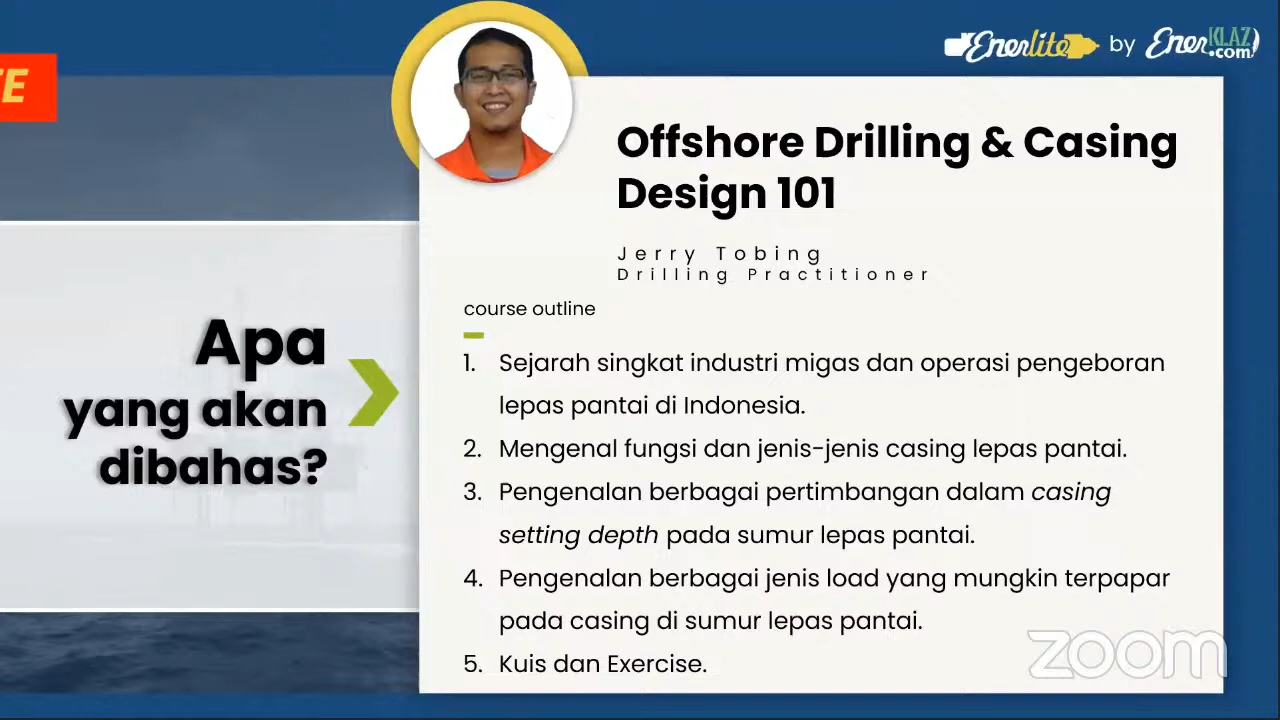 Enerlite by EnerKLAZ.com
Offshore Drilling & Casing
Design 101
Jerry Tobing
Drilling Practitioner
course outline
Apa
yang akan
dibahas?
1. Sejarah singkat industri migas dan operasi pengeboran
lepas pantai di Indonesia.
2. Mengenal fungsi dan jenis-jenis casing lepas pantai.
3. Pengenalan berbagai pertimbangan dalam casing
setting depth pada sumur lepas pantai.
4. Pengenalan berbagai jenis load yang mungkin terpapar
pada casing di sumur lepas pantai.
5. Kuis dan Exercise.
zoom